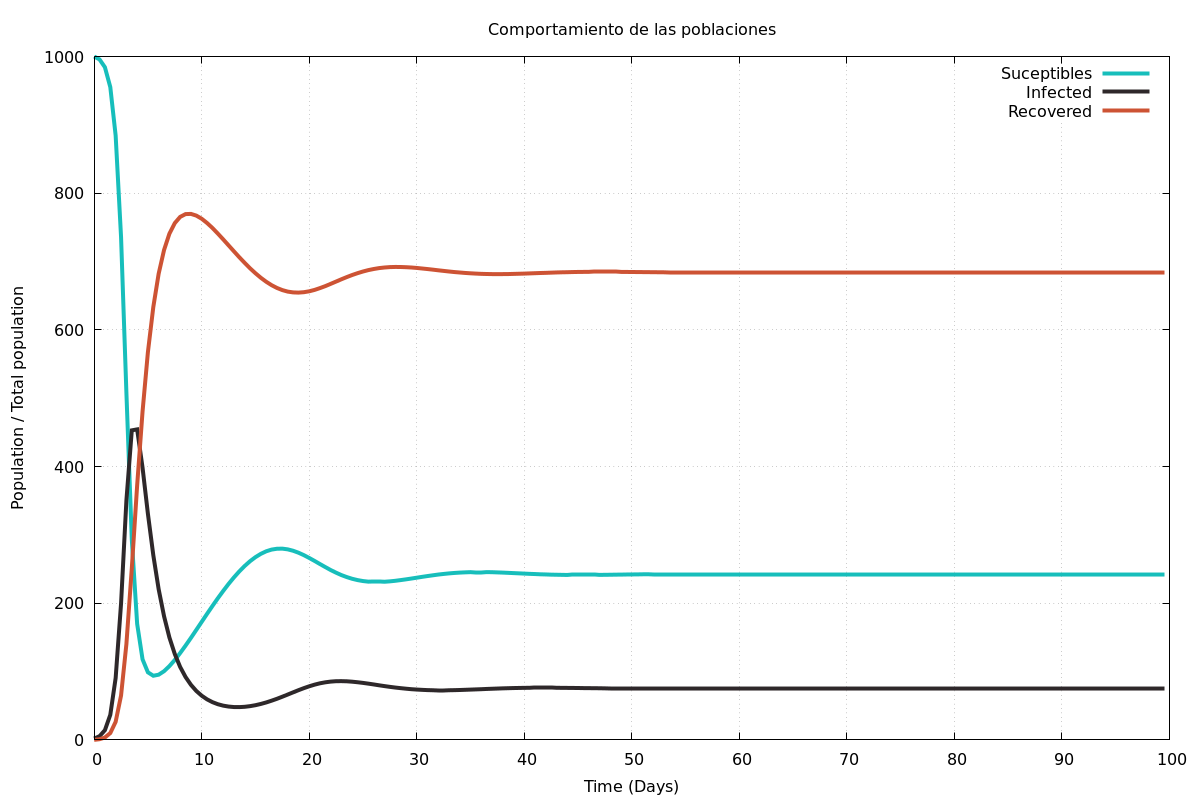 Comportamiento de las poblaciones
Suceptibles
Infected
Recovered
Population / Total population
1000
800
600
400
200
0
0 10 20 30 40 50 60 70 80 90 100
Time (Days)